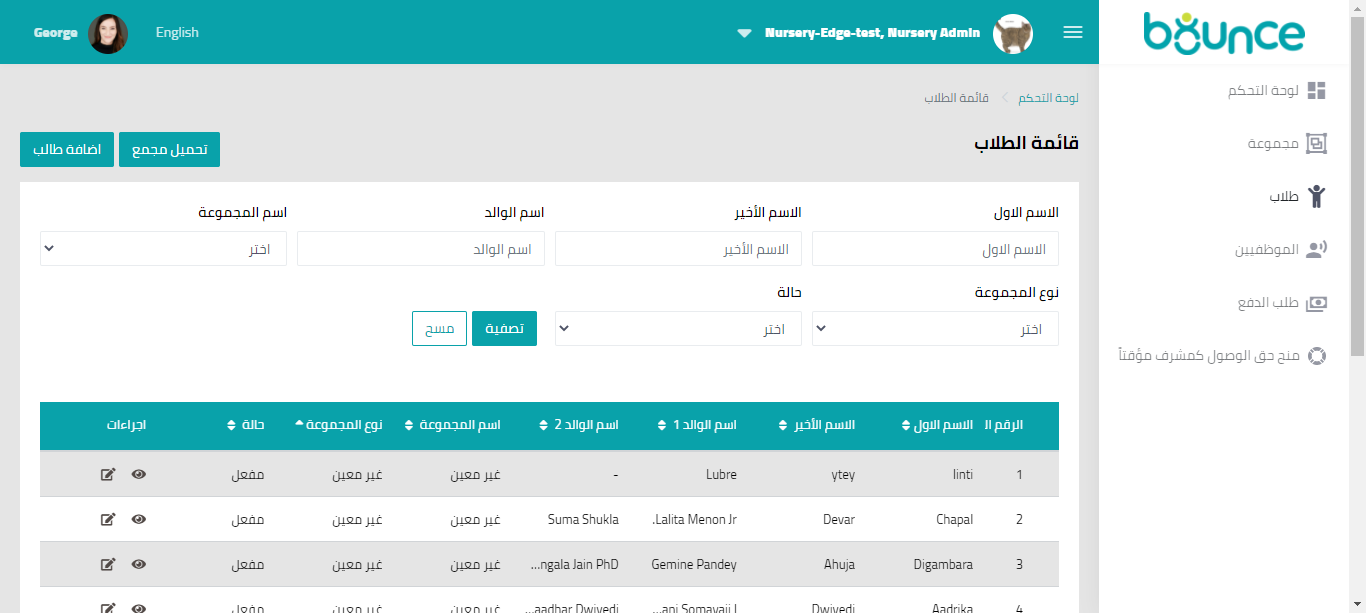 bounce
Nursery-Edge-test, Nursery Admin
English
George
لوحة التحكم
مجموعة
طلاب
الموظفيين
طلب الدفع
منح حق الوصول كمشرف مؤقتاً
لوحة التحكم قائمة الطلاب
قائمة الطلاب
تحميل مجمع
اضافة طالب
الاسم الاول الاسم الأخير اسم الوالد اسم المجموعة
الاسم الاول الاسم الأخير اسم الوالد اختر
نوع المجموعة حالة
اختر اختر تصفية مسح
الرقم ال الاسم الاول الاسم الأخير اسم الوالد 1 اسم الوالد 2 اسم المجموعة نوع المجموعة حالة اجراءات
1 linti ytey Lubre - غير معين غير معين مفعل
2 Chapal Devar .Lalita Menon Jr Suma Shukla غير معين غير معين مفعل
3 Digambara Ahuja Gemine Pandey ...ngala Jain PhD غير معين غير معين مفعل
4 Aadrika Dwivedi ...ani Somayaji I ...aadhar Dwivedi غير معين غير معين مفعل